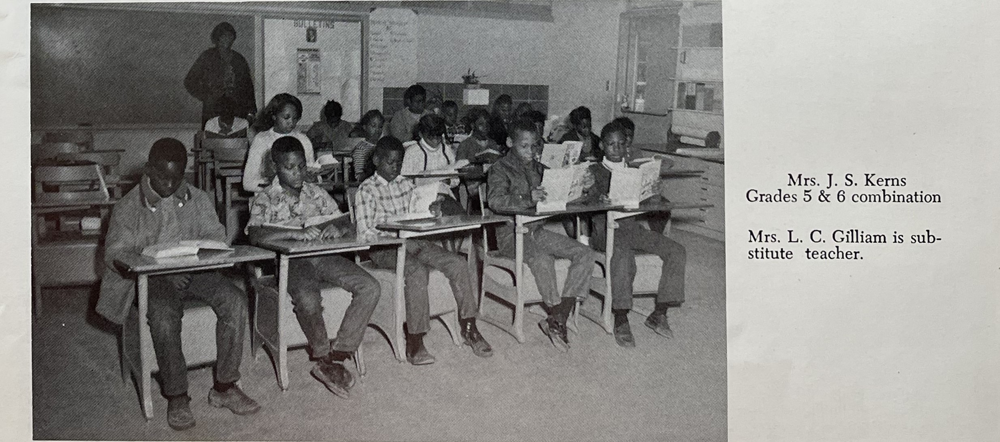 BULLETINS
Mrs. J. S. Kerns
Grades 5 & 6 combination
Mrs. L. C. Gilliam is sub-
stitute teacher.